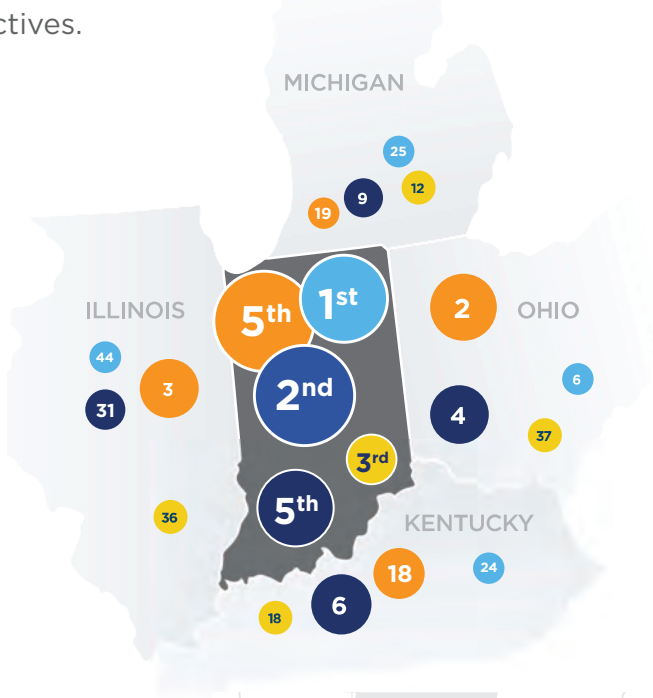 ctives.
MICHIGAN
25
12
9
19
1st
5th
2
ILLINOIS
OHIO
44
3
6
31
2nd
4
37
3rd
36
5th
KENTUCKY
24
18
6
18